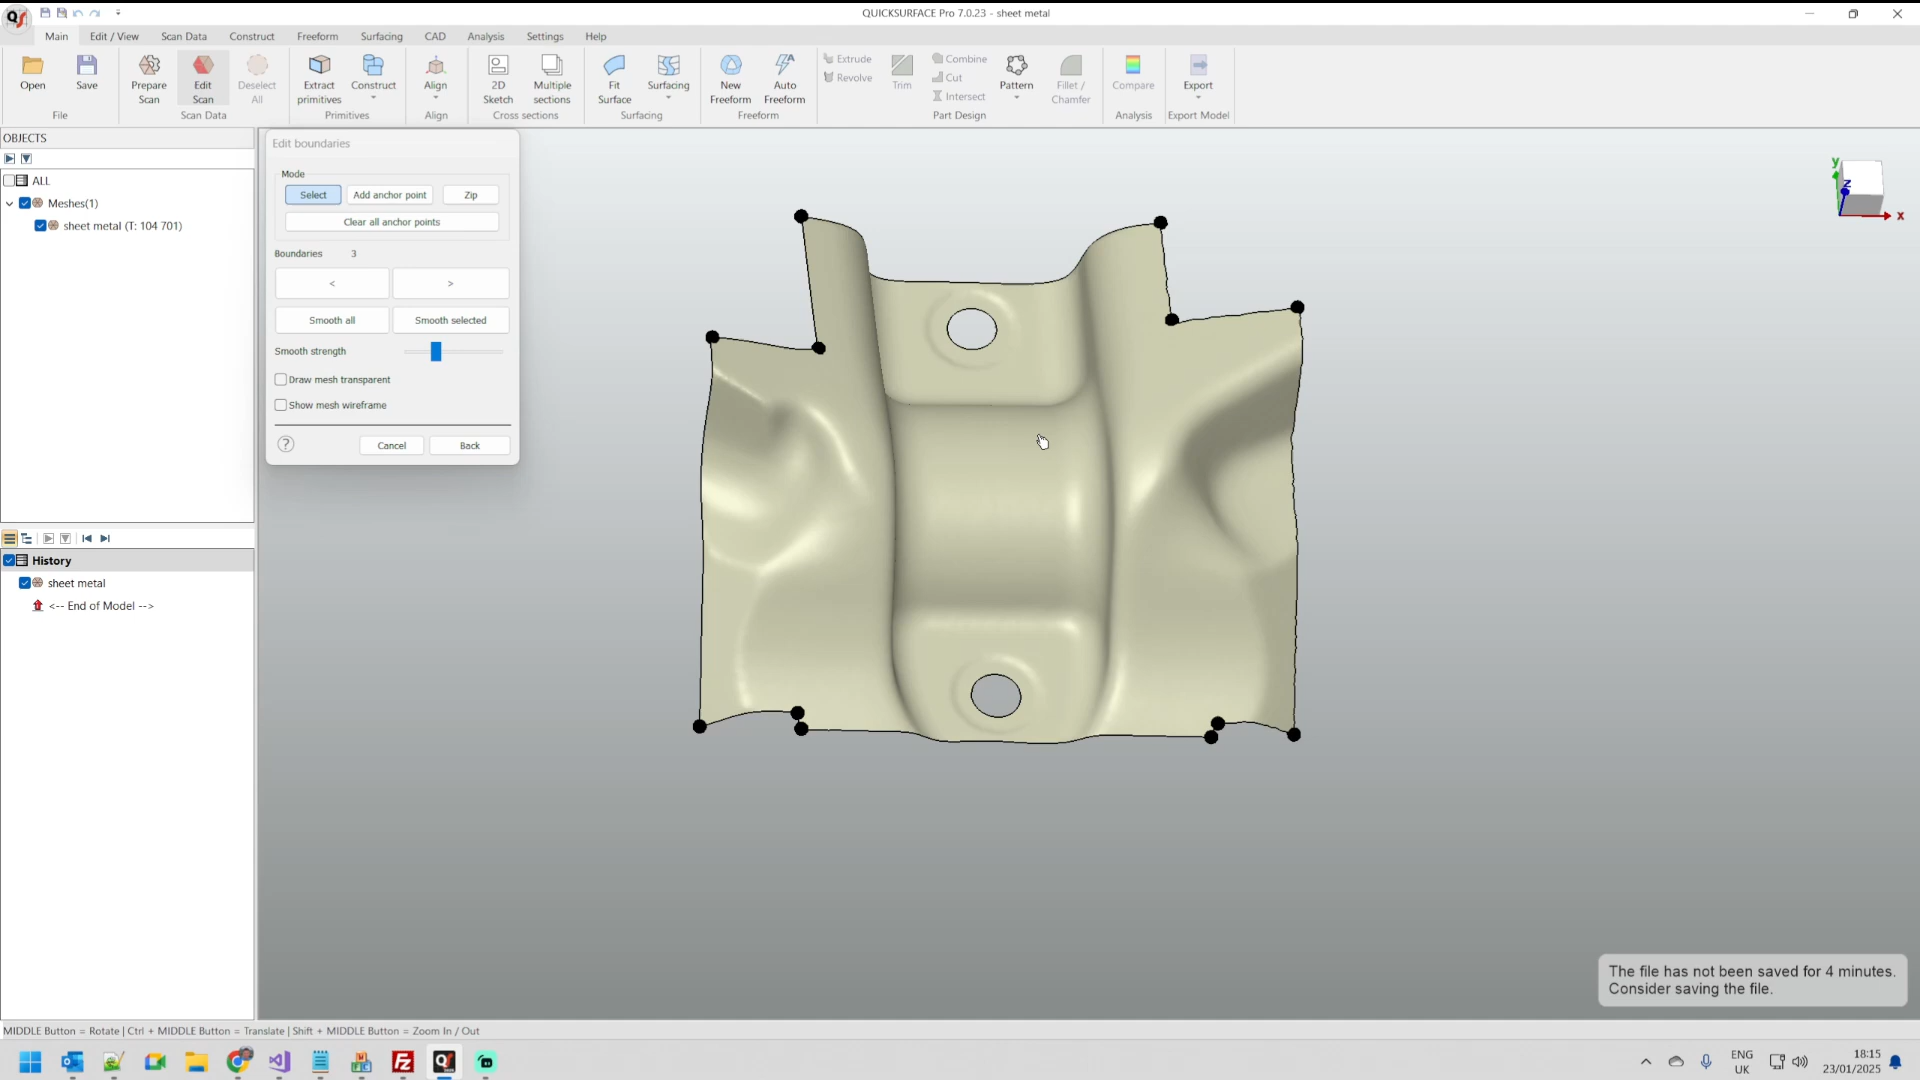 QUICKSURFACE Pro 7.0.23 - sheet metal
Main Edit / View Scan Data Construct Freeform Surfacing CAD Analysis Settings Help
Open
Save
File
Prepare
Scan
Edit
Scan
Deselect
All
Scan Data
Extract
primitives
Construct
Primitives
Align
Align
2D
Sketch
Multiple
sections
Cross sections
Fit
Surface
Surfacing
Surfacing
New
Freeform
Auto
Freeform
Freeform
Extrude
Revolve
Trim
Combine
Cut
Intersect
Pattern
Fillet /
Chamfer
Part Design
Compare
Analysis
Export
Export Model
OBJECTS
ALL
Meshes(1)
sheet metal (T: 104 701)
History
sheet metal
<-- End of Model -->
Edit boundaries
Mode
Select Add anchor point Zip
Clear all anchor points
Boundaries 3
< >
Smooth all Smooth selected
Smooth strength
Draw mesh transparent
Show mesh wireframe
? Cancel Back
y
z
x
The file has not been saved for 4 minutes.
Consider saving the file.
MIDDLE Button = Rotate | Ctrl + MIDDLE Button = Translate | Shift + MIDDLE Button = Zoom In / Out
ENG
UK
18:15
23/01/2025